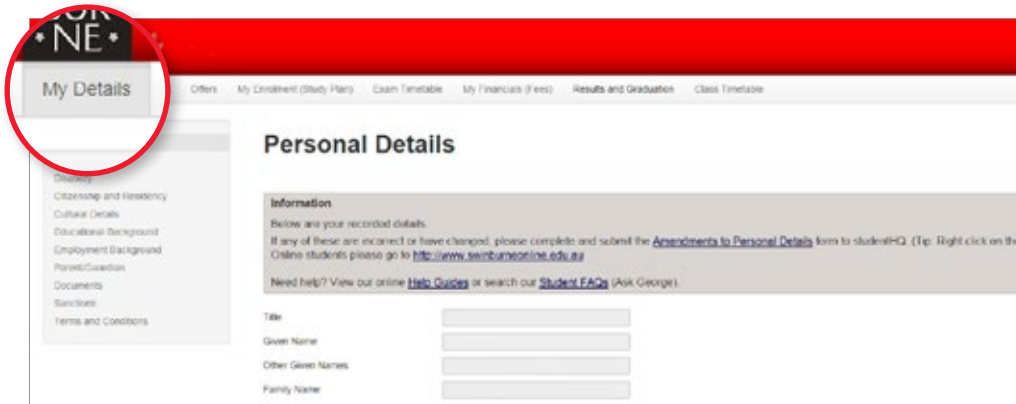 NE
My Details
Offers My Enrolment (Study Plan) Exam Timetable My Financials (Fees) Results and Graduation Class Timetable
Personal Details
Disability
Citizenship and Residency
Cultural Details
Educational Background
Employment Background
Parent/Guardian
Documents
Sanctions
Terms and Conditions
Information
Below are your recorded details.
If any of these are incorrect or have changed, please complete and submit the Amendments to Personal Details form to studentHQ. (Tip: Right click on the
Online students please go to http://www.swinburneonline.edu.au
Need help? View our online Help Guides or search our Student FAQs (Ask George).
Title
Given Name
Other Given Names
Family Name